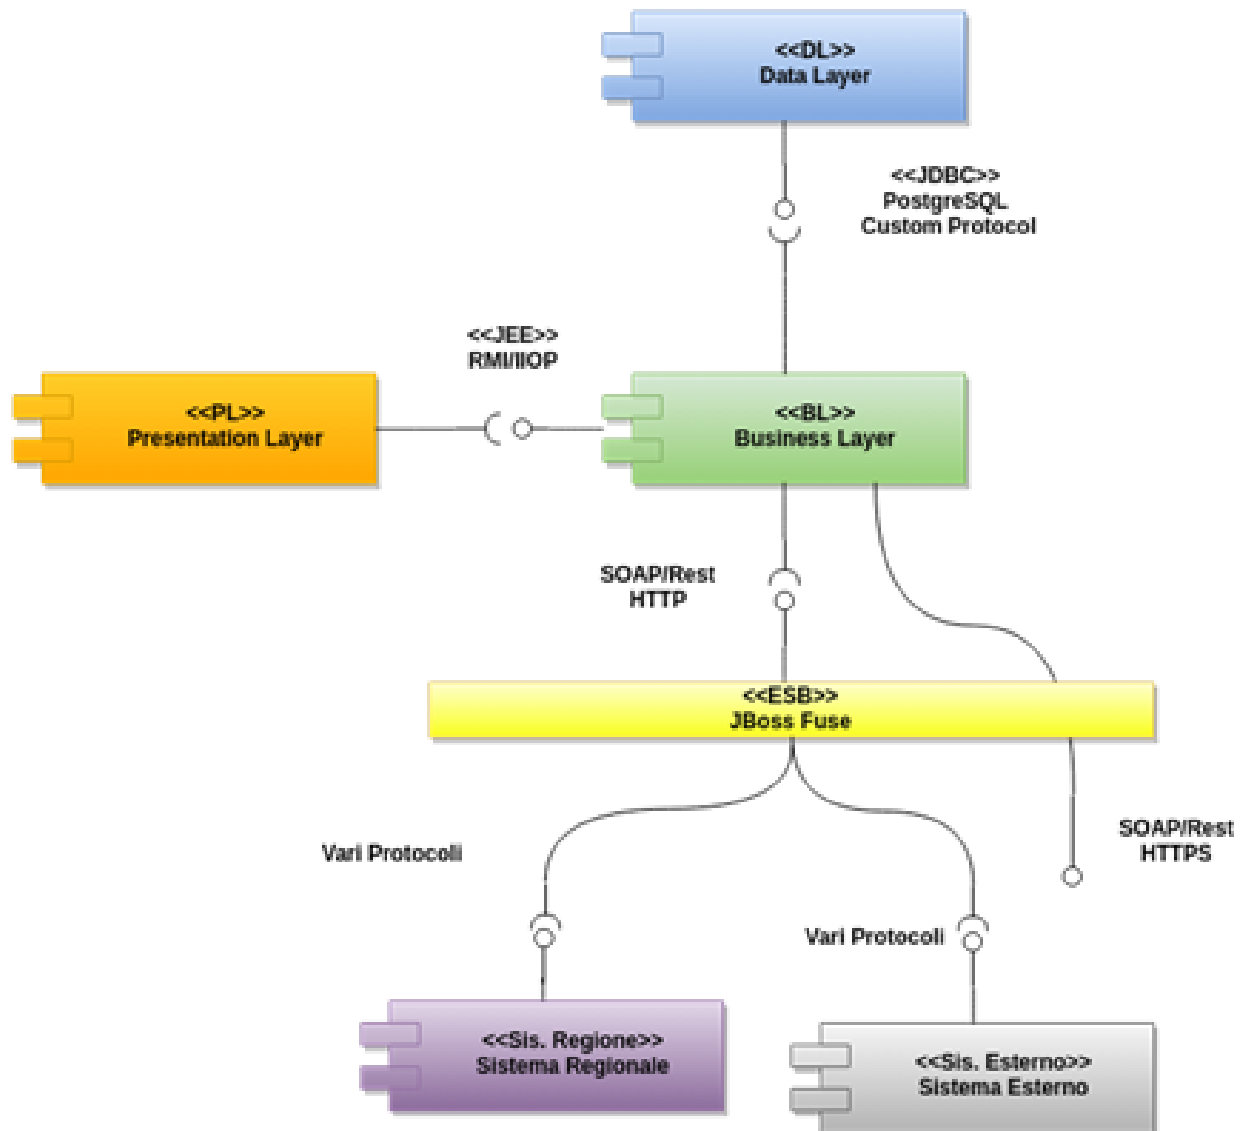 <<DL>>
Data Layer
<<JDBC>>
PostgreSQL
Custom Protocol
<<JEE>>
RMI/IIOP
<<PL>>
Presentation Layer
<<BL>>
Business Layer
SOAP/Rest
HTTP
<<ESB>>
JBoss Fuse
SOAP/Rest
HTTPS
Vari Protocoli
Vari Protocoli
<<Sis. Regione>>
Sistema Regionale
<<Sis. Esterno>>
Sistema Esterno